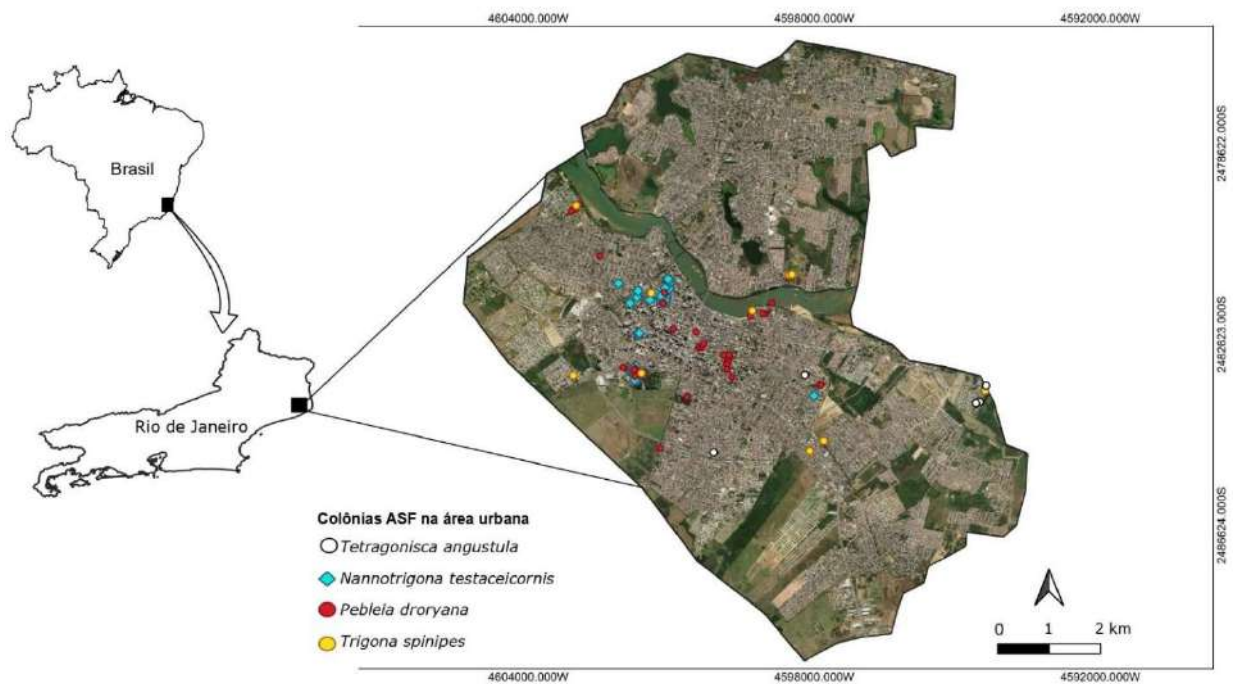 4604000.000W
4598000.000W
4592000.000W
2478622.000S
Brasil
2482623.000S
Rio de Janeiro
2486624.000S
Colônias ASF na área urbana
Tetragonisca angustula
Nannotrigona testaceicornis
Pebleia droryana
Trigona spinipes
0 1 2 km
4604000.000W
4598000.000W
4592000.000W